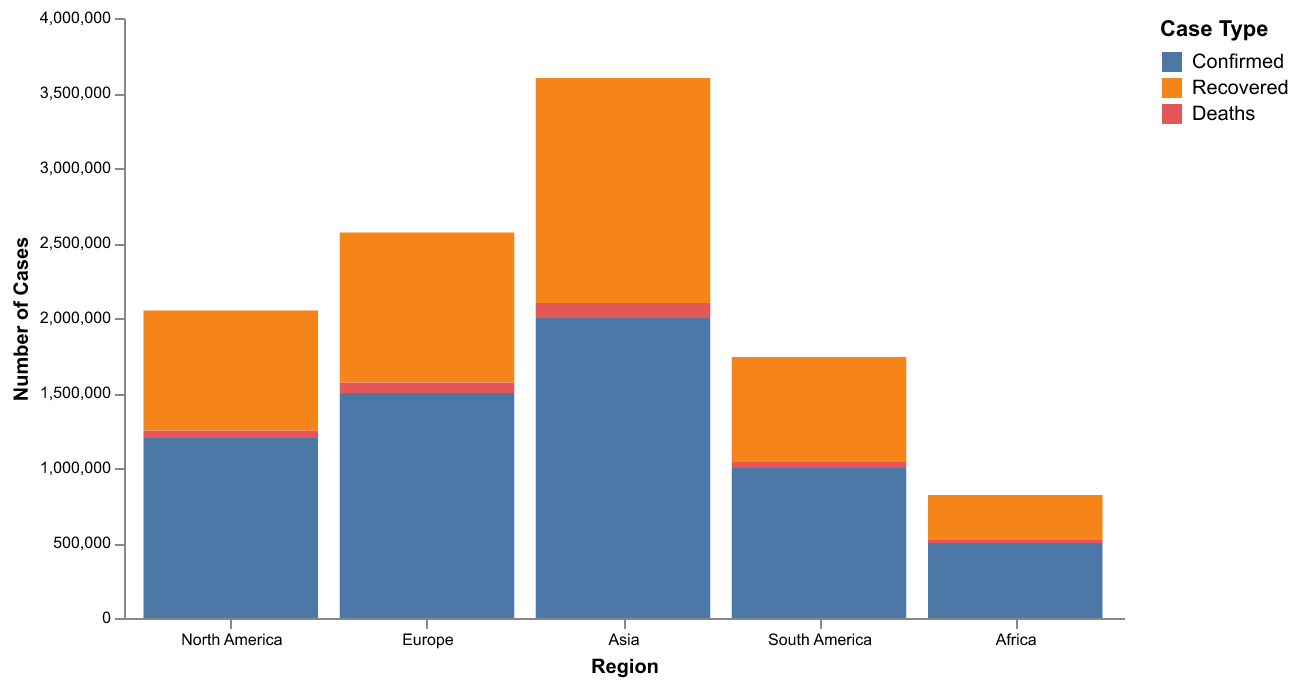 4,000,000
3,500,000
3,000,000
2,500,000
2,000,000
1,500,000
1,000,000
500,000
0
Number of Cases
North America
Europe
Asia
South America
Africa
Region
Case Type
Confirmed
Recovered
Deaths